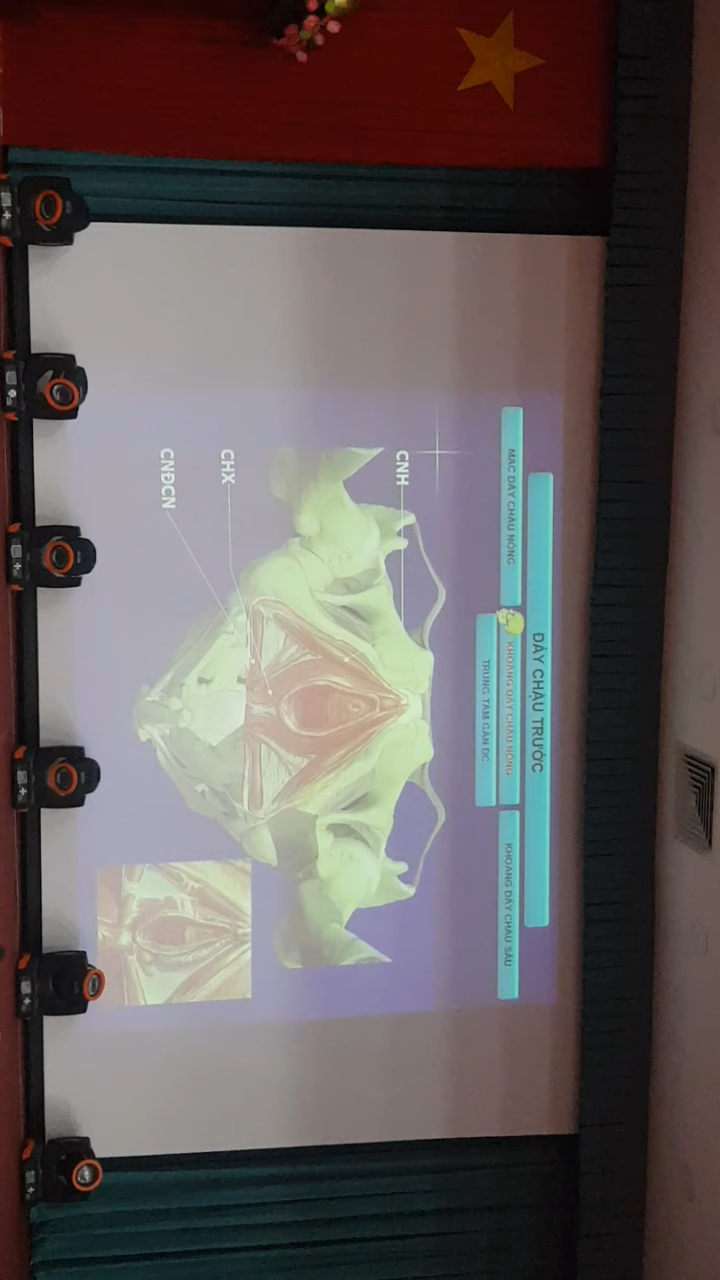 ĐÁY CHẬU TRƯỚC
MẠC ĐÁY CHẬU NÔNG
KHOANG ĐÁY CHẬU NÔNG
KHOANG ĐÁY CHẬU SÂU
TRUNG TÂM GÂN ĐC
CNH
CHX
CNĐCN